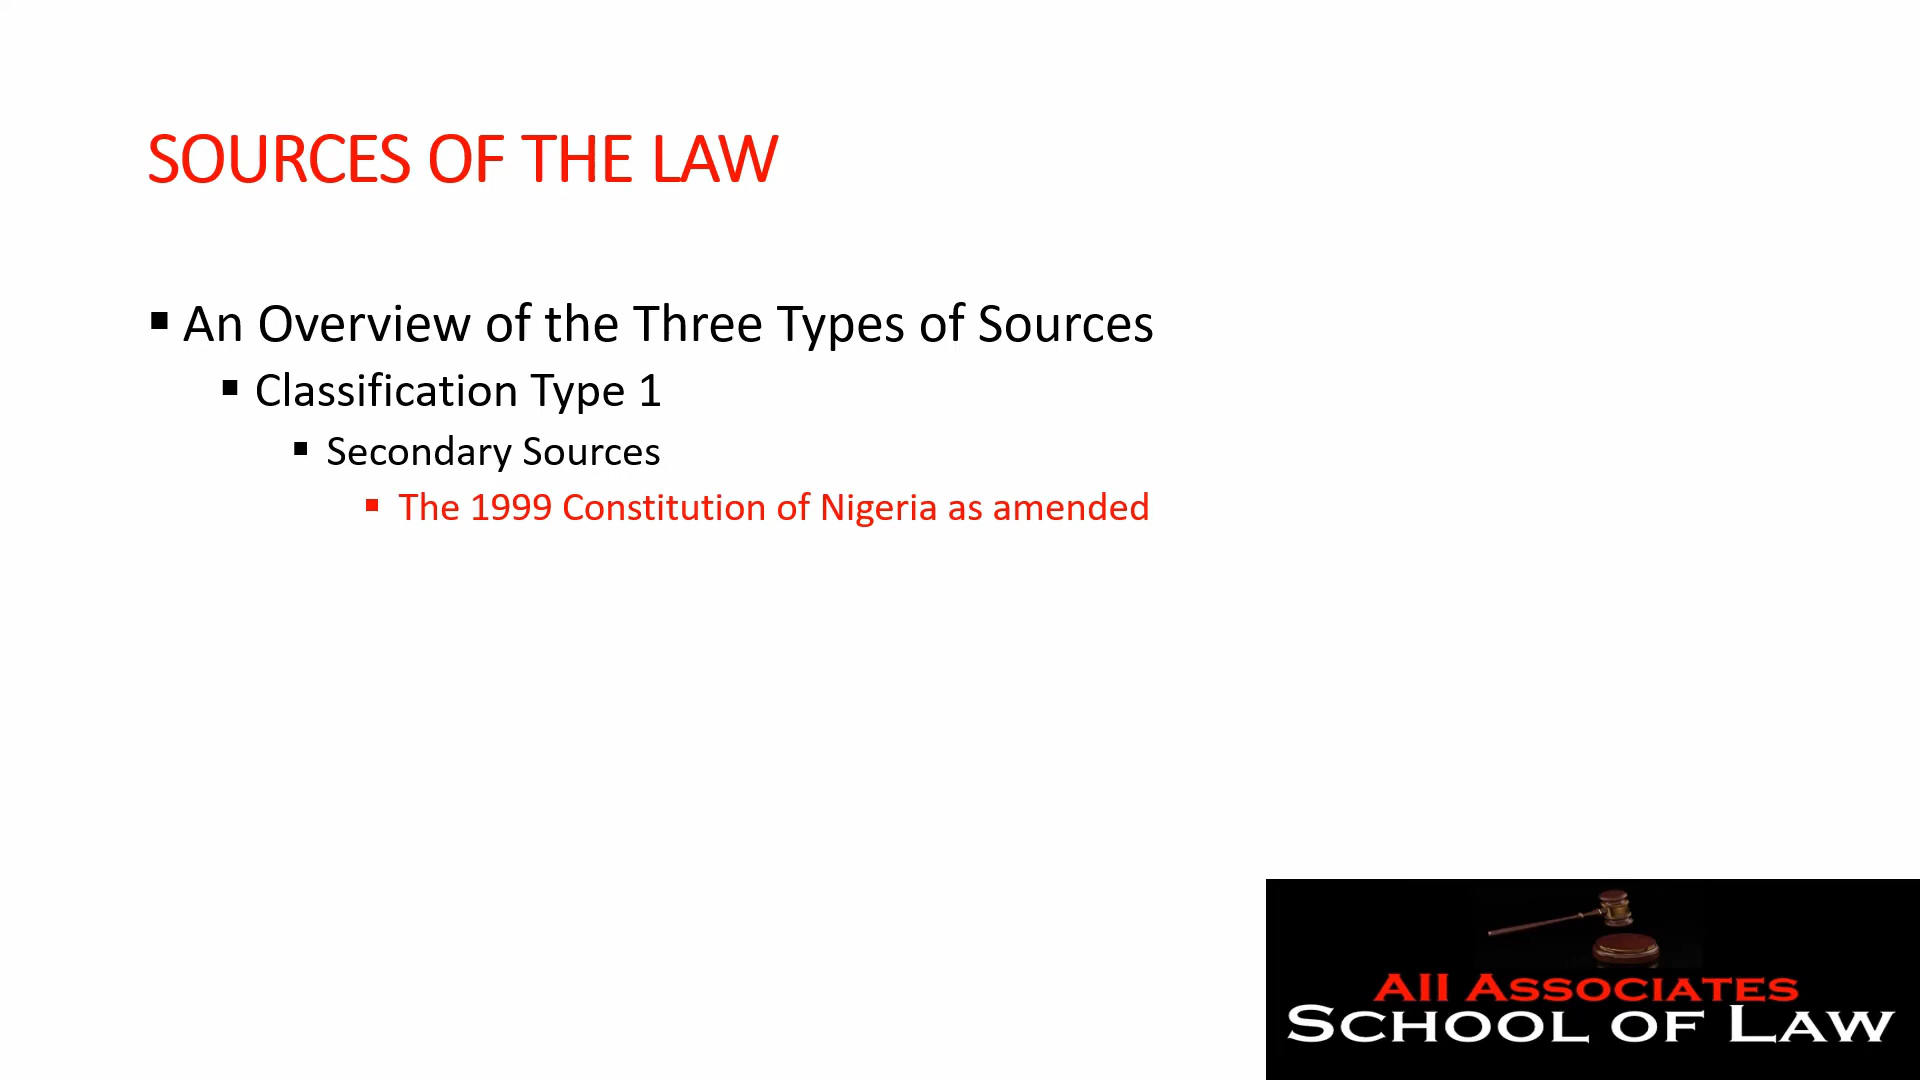 SOURCES OF THE LAW
▪ An Overview of the Three Types of Sources
▪ Classification Type 1
▪ Secondary Sources
▪ The 1999 Constitution of Nigeria as amended
All Associates
School of Law